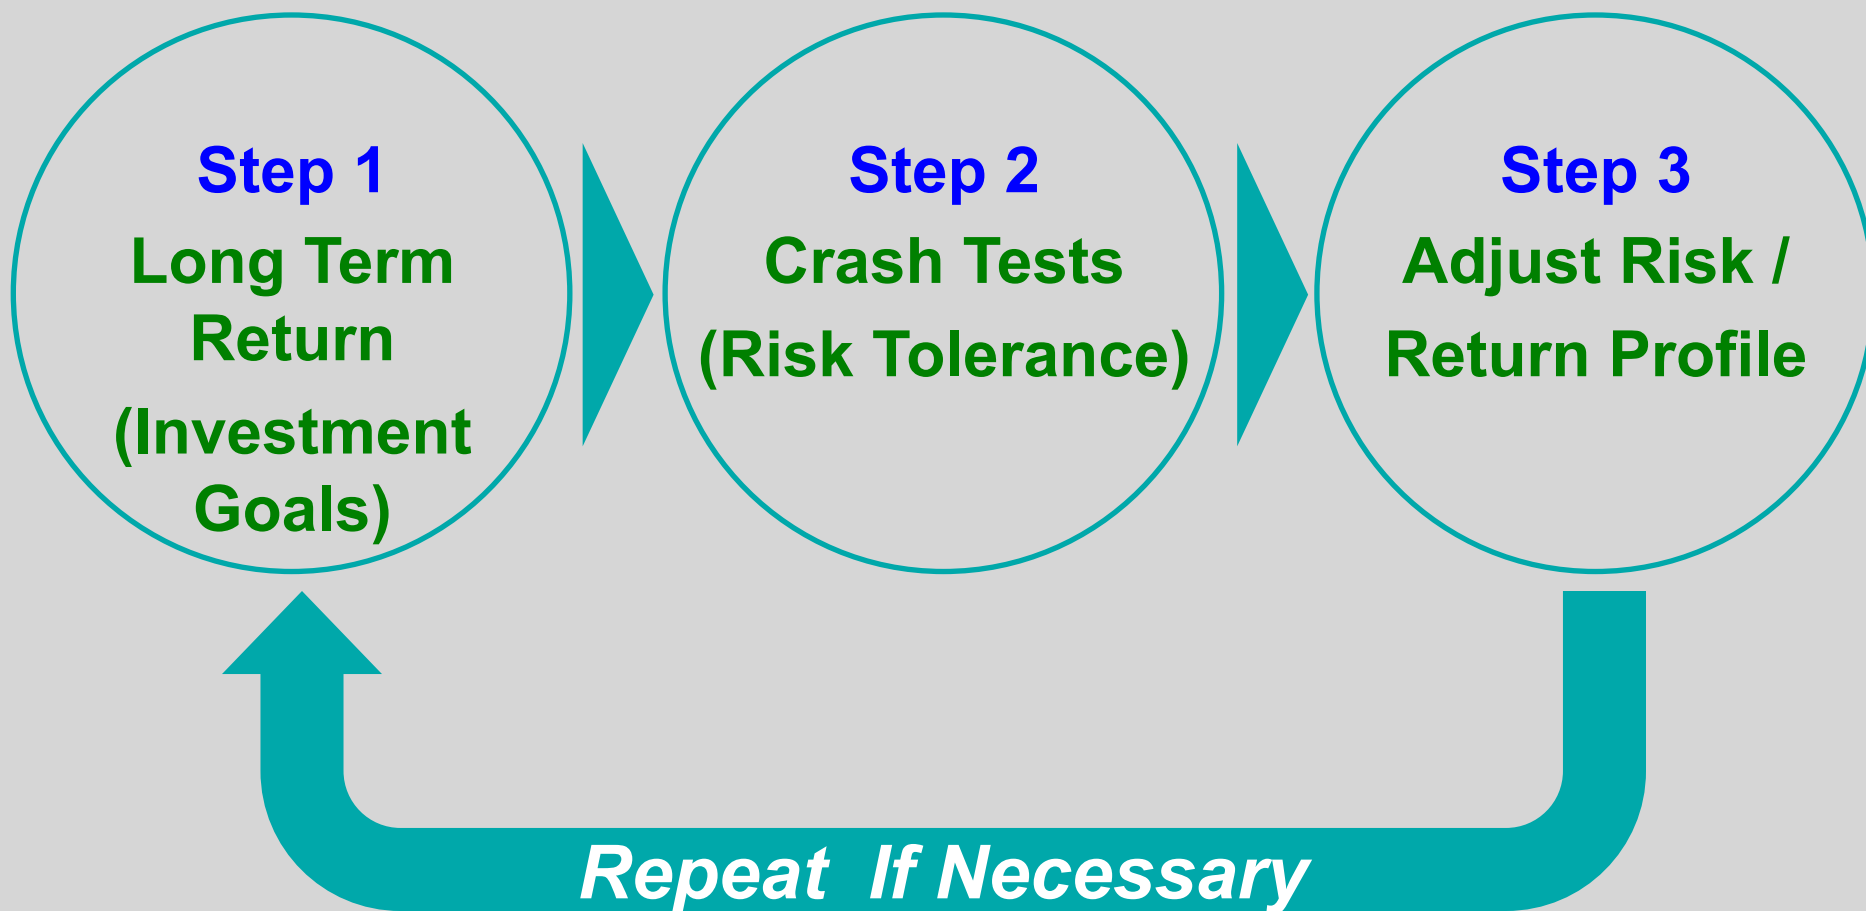 Step 1
Long Term
Return
(Investment
Goals)
Step 2
Crash Tests
(Risk Tolerance)
Step 3
Adjust Risk /
Return Profile
Repeat  If Necessary